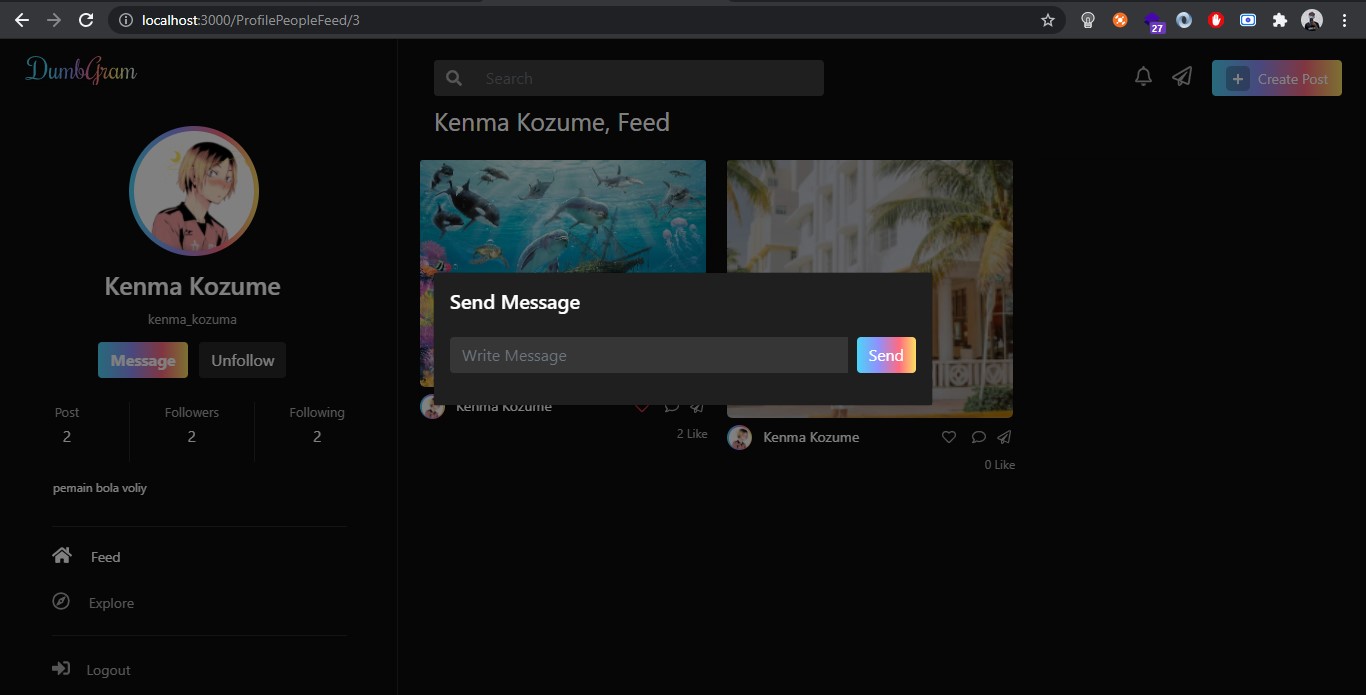 localhost:3000/ProfilePeopleFeed/3
27
DumbGram
Search
Create Post
Kenma Kozume, Feed
Kenma Kozume
kenma_kozuma
Message Unfollow
Post Followers Following
2 2 2
pemain bola voliy
Feed
Explore
Logout
Send Message
Write Message
Send
Kenma Kozume
2 Like
Kenma Kozume
0 Like